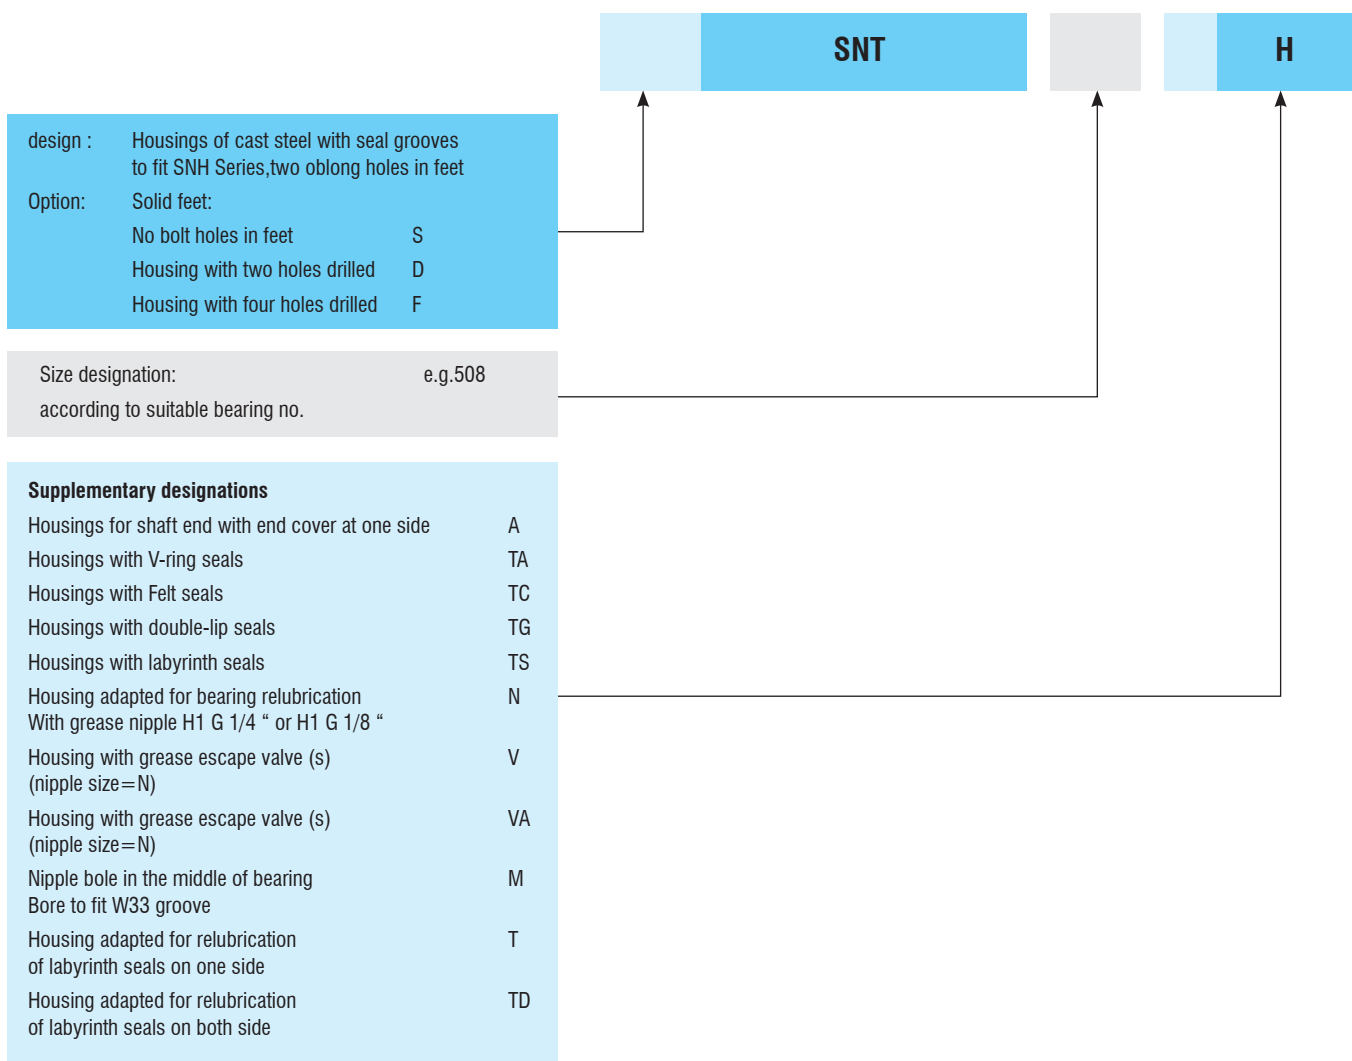 SNT H
design : Housings of cast steel with seal grooves
to fit SNH Series,two oblong holes in feet
Option: Solid feet:
No bolt holes in feet S
Housing with two holes drilled D
Housing with four holes drilled F
Size designation: e.g.508
according to suitable bearing no.
Supplementary designations
Housings for shaft end with end cover at one side A
Housings with V-ring seals TA
Housings with Felt seals TC
Housings with double-lip seals TG
Housings with labyrinth seals TS
Housing adapted for bearing relubrication N
With grease nipple H1 G 1/4 “ or H1 G 1/8 “
Housing with grease escape valve (s) V
(nipple size=N)
Housing with grease escape valve (s) VA
(nipple size=N)
Nipple bole in the middle of bearing M
Bore to fit W33 groove
Housing adapted for relubrication T
of labyrinth seals on one side
Housing adapted for relubrication TD
of labyrinth seals on both side